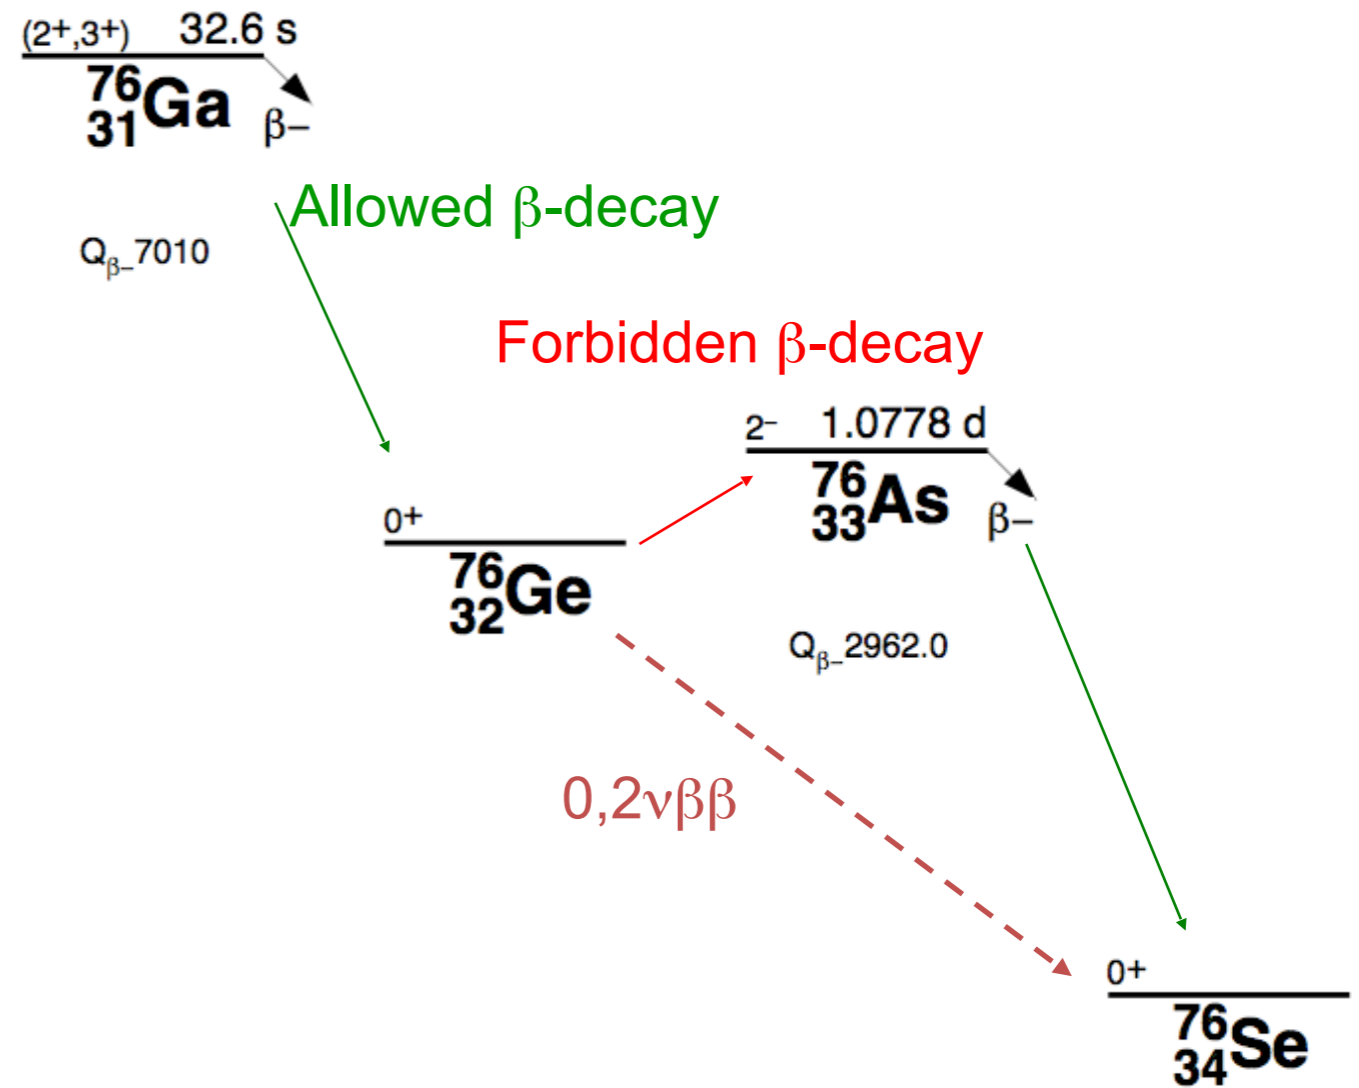 (2+,3+) 32.6 s
76
31Ga β−
Allowed β-decay
Qβ−7010
Forbidden β-decay
2− 1.0778 d
76
33As β−
0+
76
32Ge
Qβ−2962.0
0,2νββ
0+
76
34Se